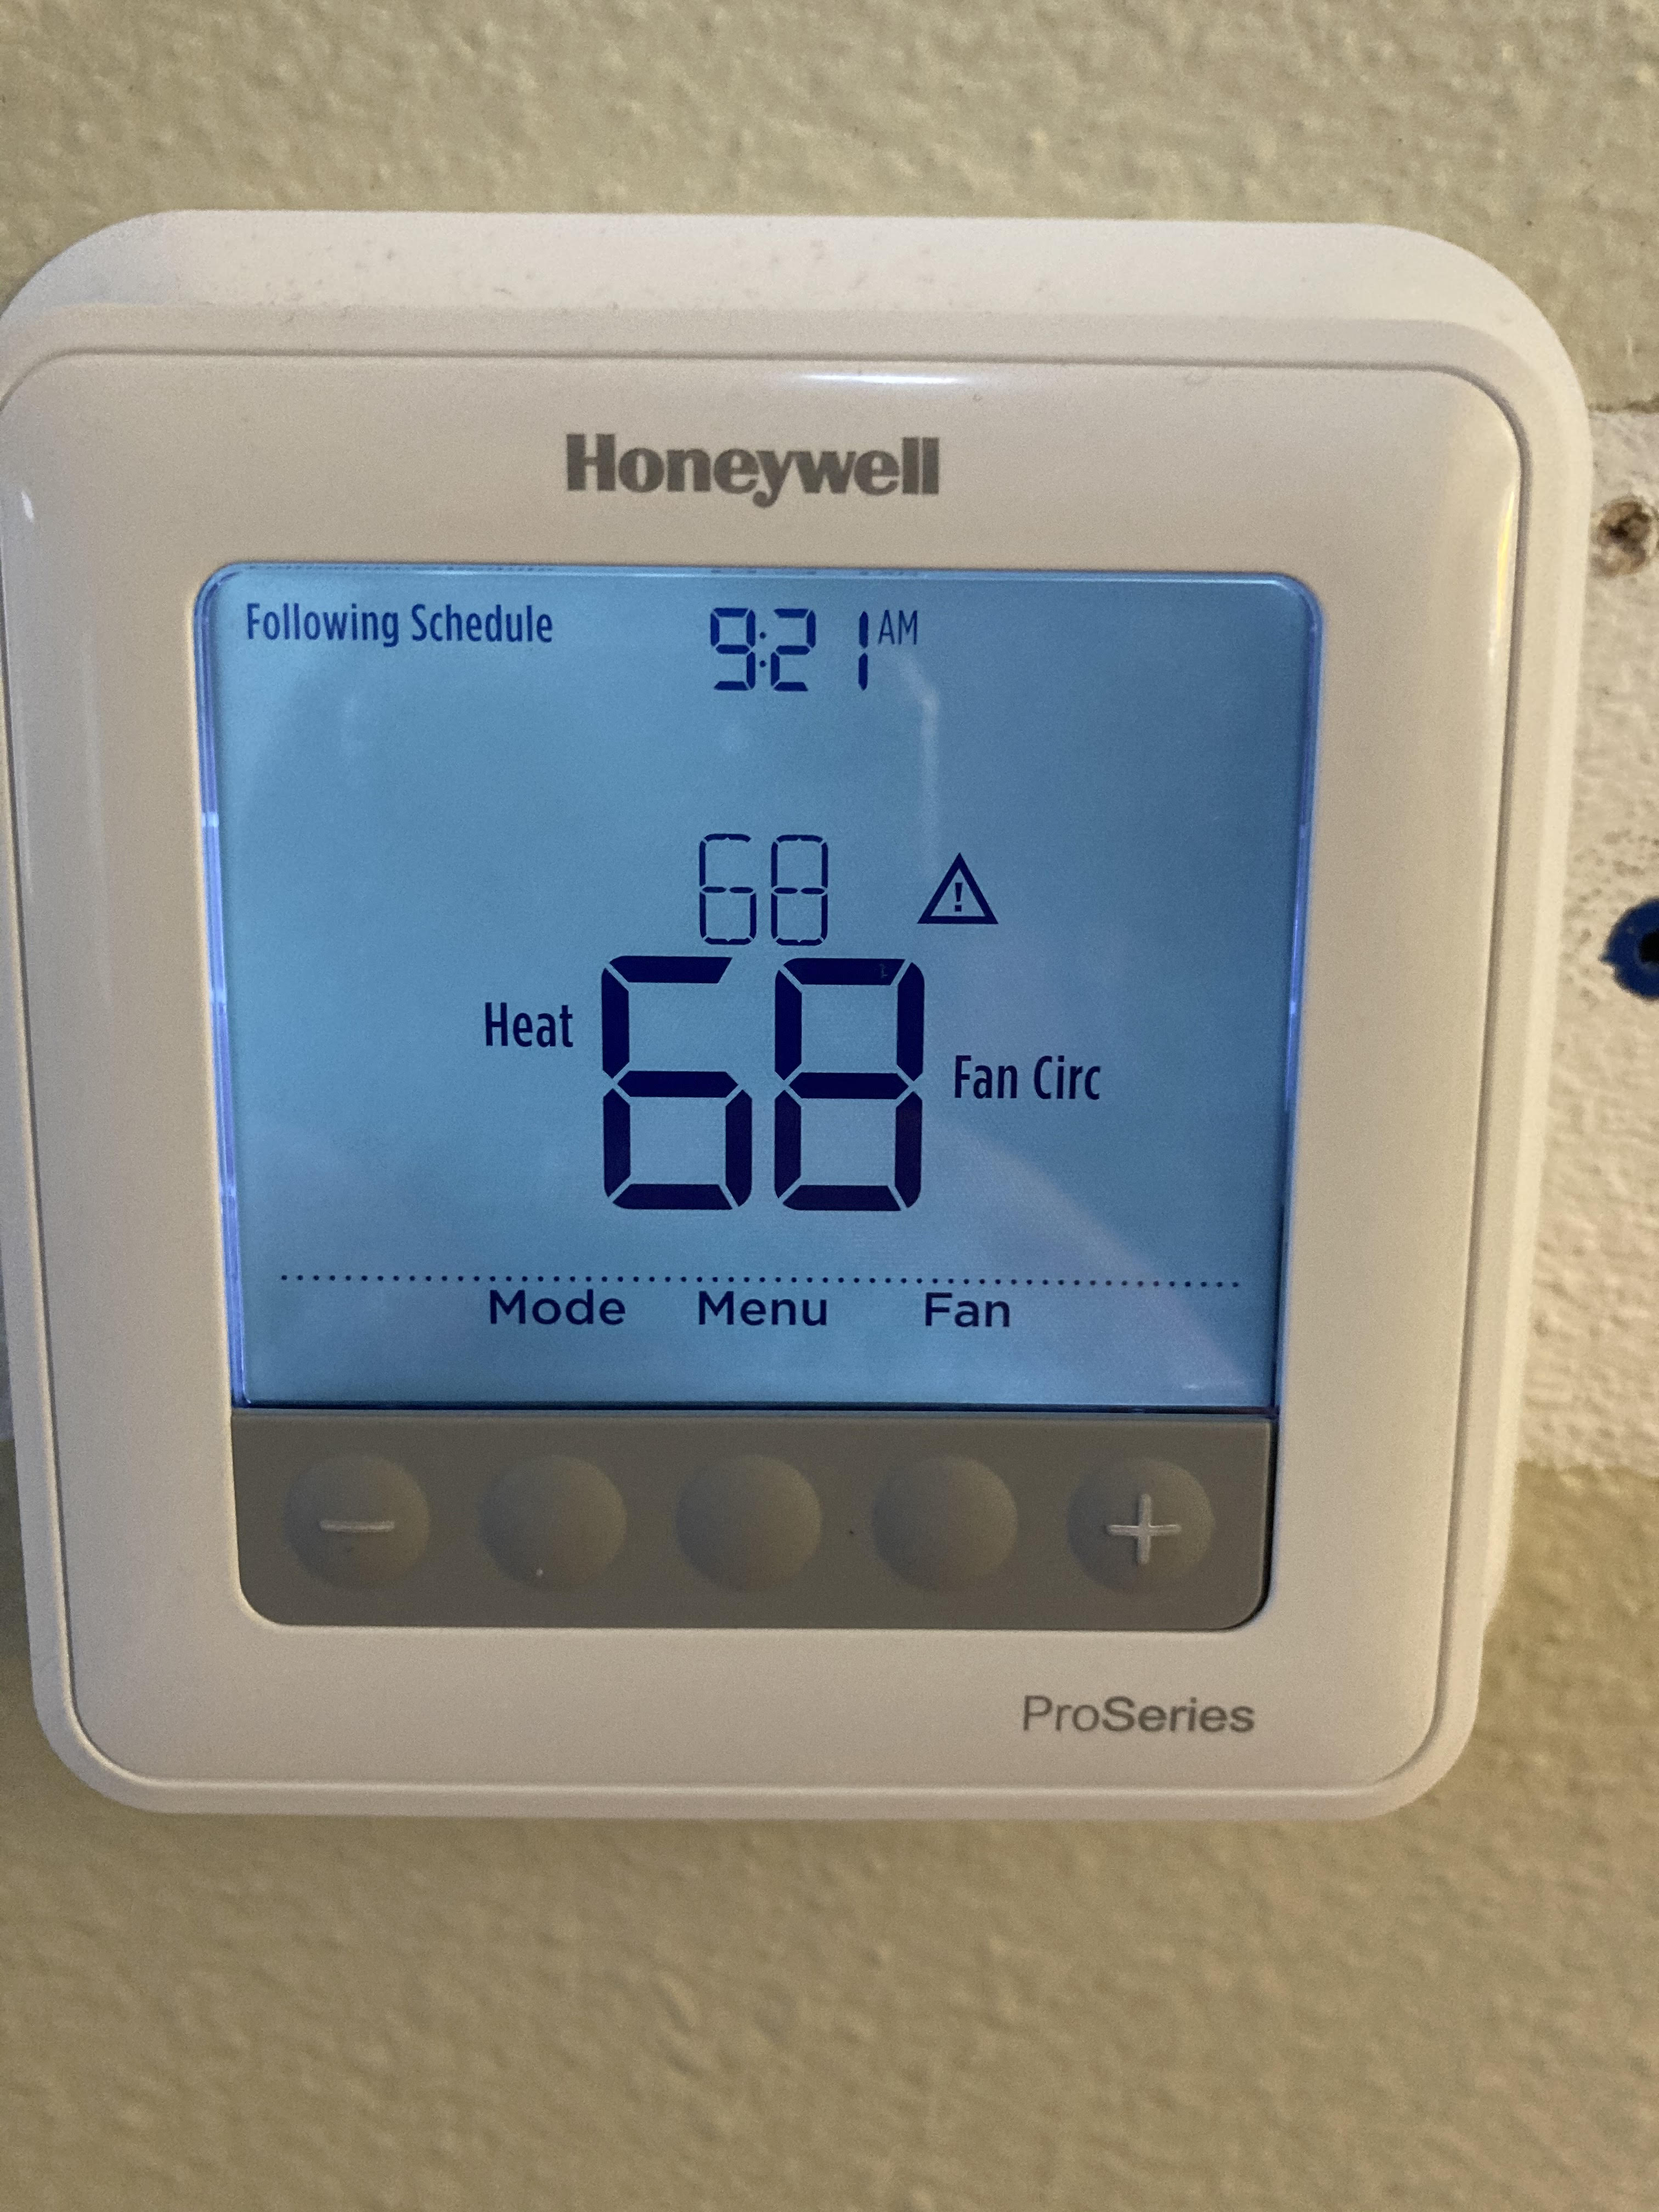 Honeywell
Following Schedule 9:21 AM
68
Heat 68 Fan Circ
Mode Menu Fan
ProSeries